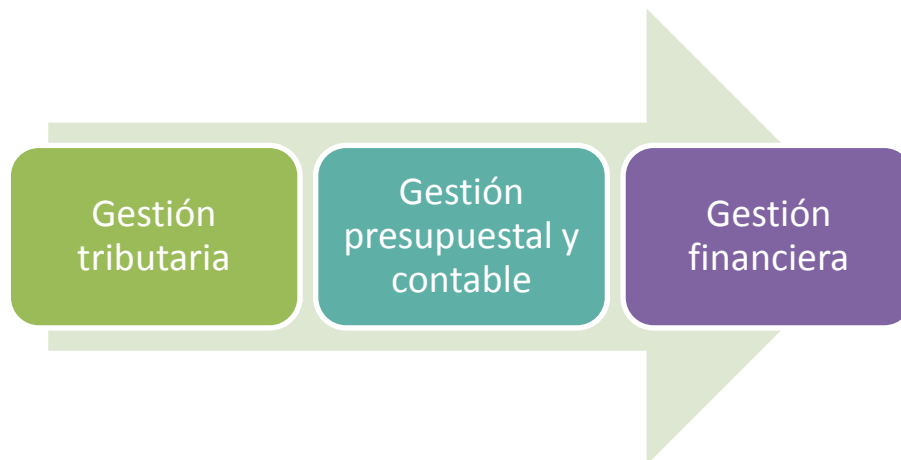 Gestión
tributaria
Gestión
presupuestal y
contable
Gestión
financiera